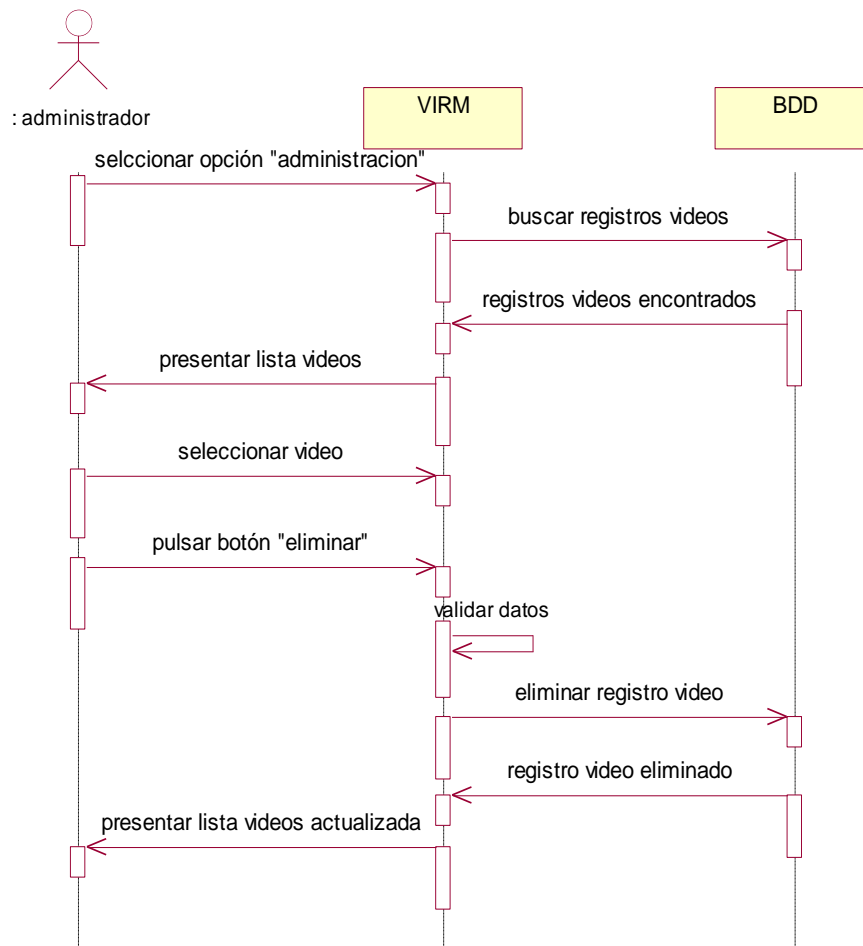 : administrador
VIRM
BDD
selccionar opción "administracion"
buscar registros videos
registros videos encontrados
presentar lista videos
seleccionar video
pulsar botón "eliminar"
validar datos
eliminar registro video
registro video eliminado
presentar lista videos actualizada